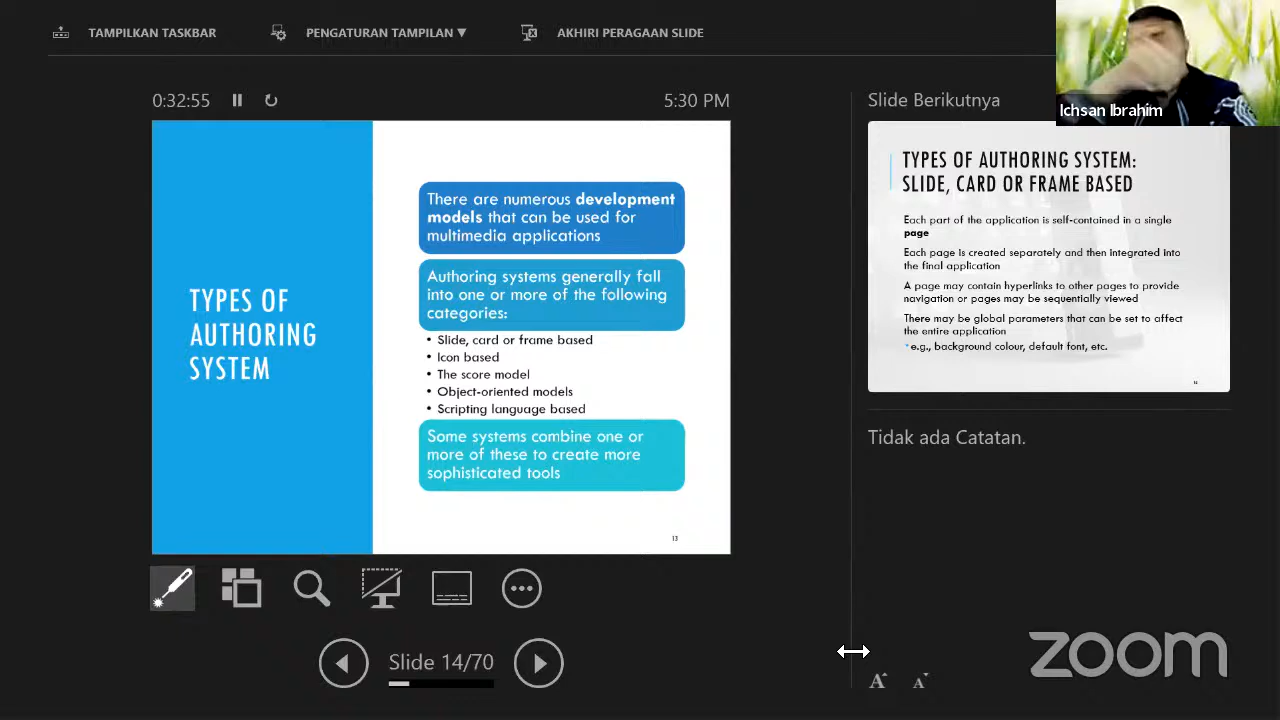 TAMPILKAN TASKBAR
PENGATURAN TAMPILAN ▼
AKHIRI PERAGAAN SLIDE
Ichsan Ibrahim
0:32:55
5:30 PM
TYPES OF
AUTHORING
SYSTEM
There are numerous development
models that can be used for
multimedia applications
Authoring systems generally fall
into one or more of the following
categories:
• Slide, card or frame based
• Icon based
• The score model
• Object-oriented models
• Scripting language based
Some systems combine one or
more of these to create more
sophisticated tools
13
Slide 14/70
Slide Berikutnya
TYPES OF AUTHORING SYSTEM:
SLIDE, CARD OR FRAME BASED
Each part of the application is self-contained in a single
page
Each page is created separately and then integrated into
the final application
A page may contain hyperlinks to other pages to provide
navigation or pages may be sequentially viewed
There may be global parameters that can be set to affect
the entire application
e.g., background colour, default font, etc.
14
Tidak ada Catatan.
A A
zoom